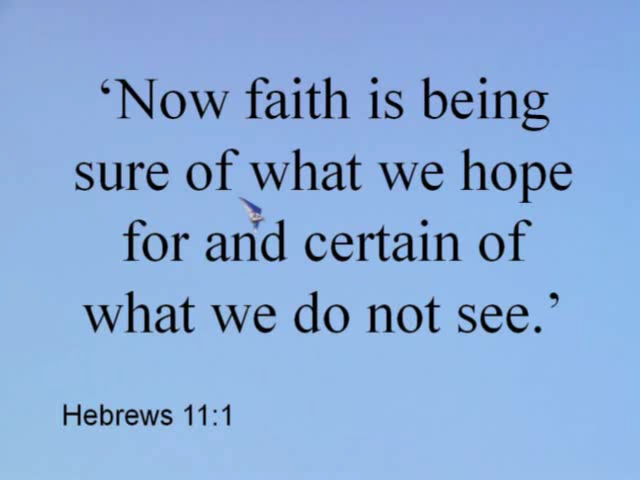 ‘Now faith is being
sure of what we hope
for and certain of
what we do not see.’
Hebrews 11:1